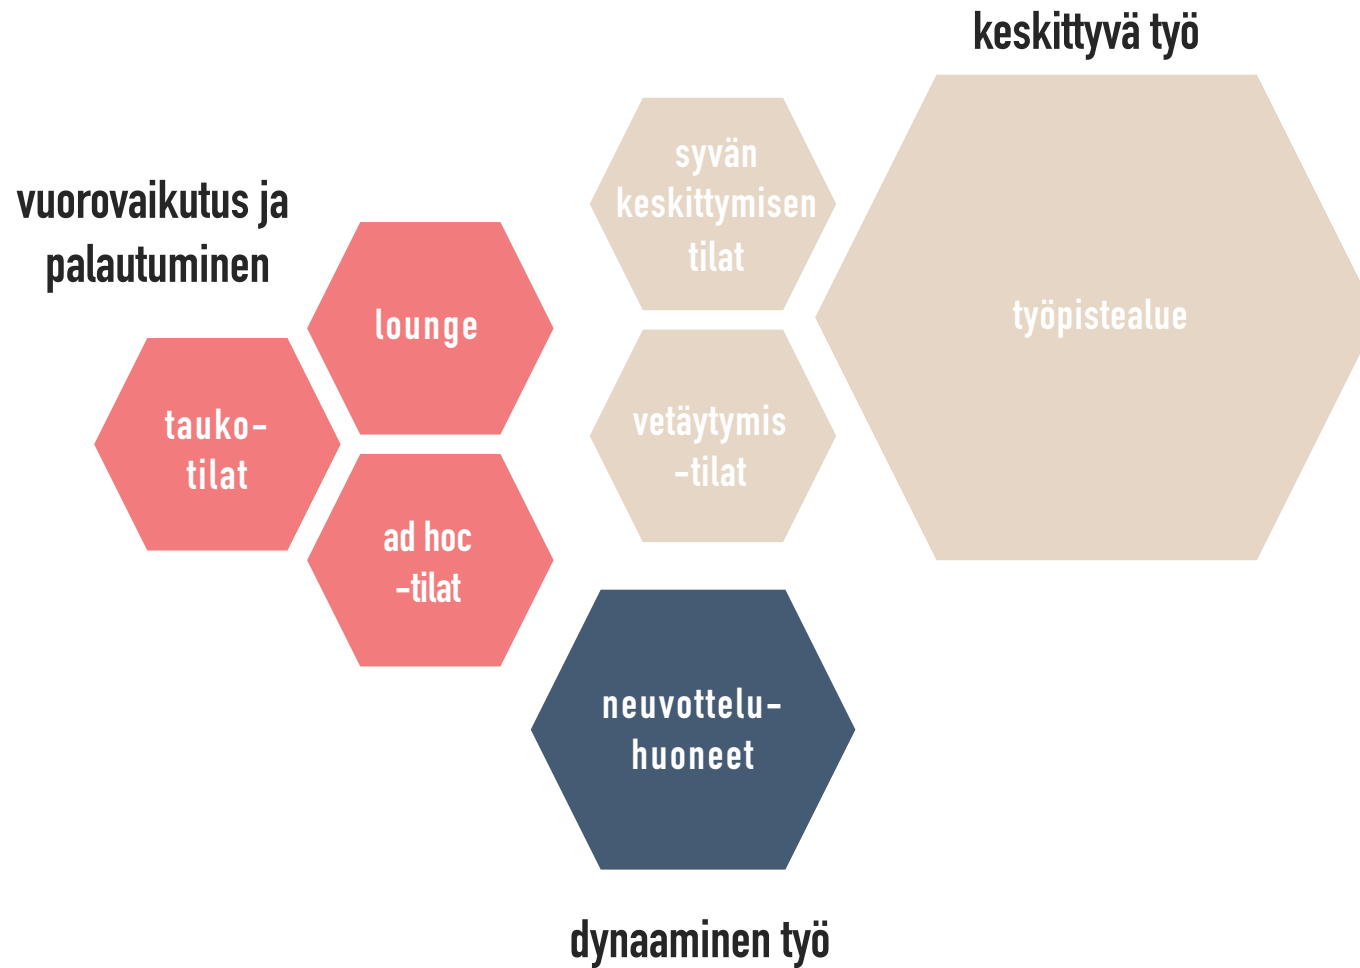 keskittyvä työ
syvän
keskittymisen
tilat
vuorovaikutus ja
palautuminen
lounge
työpistealue
tauko-
tilat
vetäytymis
-tilat
ad hoc
-tilat
neuvottelu-
huoneet
dynaaminen työ